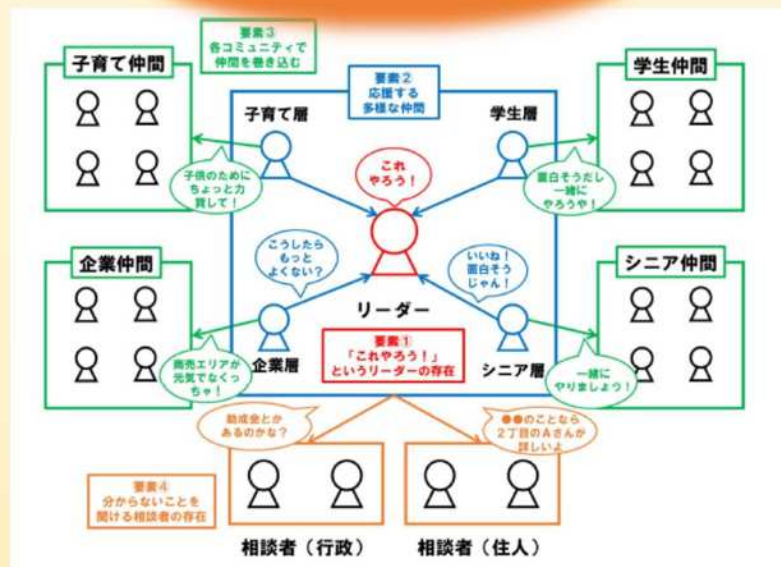 要素③
各コミュニティで
仲間を巻き込む
子育て仲間
要素②
応援する
多様な仲間
学生仲間
子育て層
学生層
これ
やろう！
子供のために
ちょっと力
貸して！
面白そうだし
一緒に
やろうや！
企業仲間
こうしたら
もっと
よくない？
いいね！
面白そう
じゃん！
シニア仲間
リーダー
企業層
要素①
「これやろう！」
というリーダーの存在
シニア層
商売エリアが
元気でなくっ
ちゃ！
一緒に
やりましょう！
助成金とか
あるのかな？
●●のことなら
２丁目のAさんが
詳しいよ
要素④
分からないことを
聞ける相談者の存在
相談者（行政）
相談者（住人）